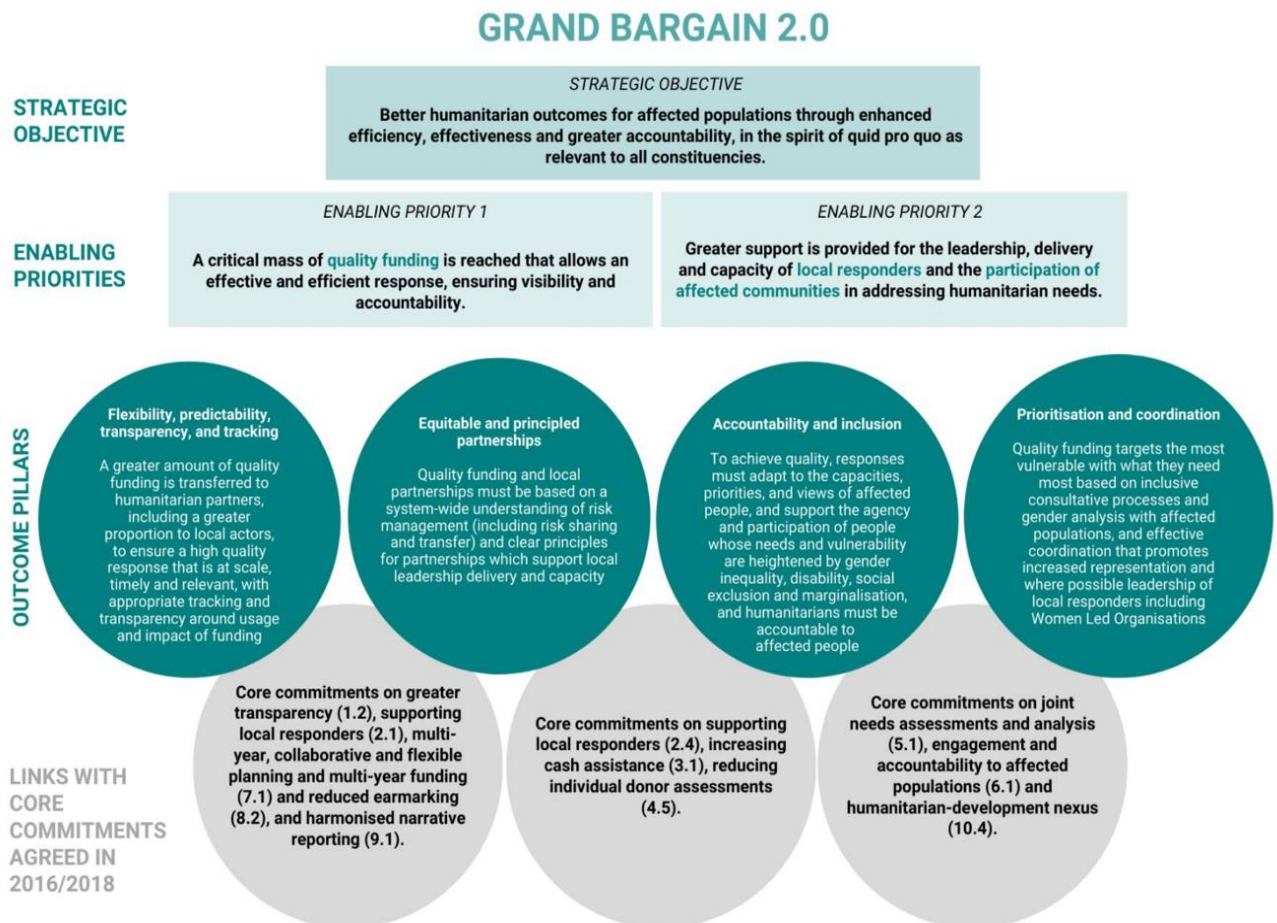 GRAND BARGAIN 2.0
STRATEGIC
OBJECTIVE
STRATEGIC OBJECTIVE
Better humanitarian outcomes for affected populations through enhanced
efficiency, effectiveness and greater accountability, in the spirit of quid pro quo as
relevant to all constituencies.
ENABLING
PRIORITIES
ENABLING PRIORITY 1
A critical mass of quality funding is reached that allows an
effective and efficient response, ensuring visibility and
accountability.
ENABLING PRIORITY 2
Greater support is provided for the leadership, delivery
and capacity of local responders and the participation of
affected communities in addressing humanitarian needs.
OUTCOME PILLARS
Flexibility, predictability,
transparency, and tracking
A greater amount of quality
funding is transferred to
humanitarian partners,
including a greater
proportion to local actors,
to ensure a high quality
response that is at scale,
timely and relevant, with
appropriate tracking and
transparency around usage
and impact of funding
Equitable and principled
partnerships
Quality funding and local
partnerships must be based on a
system-wide understanding of risk
management (including risk sharing
and transfer) and clear principles
for partnerships which support local
leadership delivery and capacity
Accountability and inclusion
To achieve quality, responses
must adapt to the capacities,
priorities, and views of affected
people, and support the agency
and participation of people
whose needs and vulnerability
are heightened by gender
inequality, disability, social
exclusion and marginalisation,
and humanitarians must be
accountable to
affected people
Prioritisation and coordination
Quality funding targets the most
vulnerable with what they need
most based on inclusive
consultative processes and
gender analysis with affected
populations, and effective
coordination that promotes
increased representation and
where possible leadership of
local responders including
Women Led Organisations
LINKS WITH
CORE
COMMITMENTS
AGREED IN
2016/2018
Core commitments on greater
transparency (1.2), supporting
local responders (2.1), multi-
year, collaborative and flexible
planning and multi-year funding
(7.1) and reduced earmarking
(8.2), and harmonised narrative
reporting (9.1).
Core commitments on supporting
local responders (2.4), increasing
cash assistance (3.1), reducing
individual donor assessments
(4.5).
Core commitments on joint
needs assessments and analysis
(5.1), engagement and
accountability to affected
populations (6.1) and
humanitarian-development nexus
(10.4).